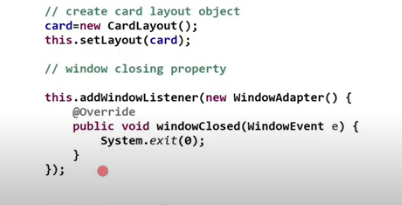 // create card layout object
card=new CardLayout();
this.setLayout(card);
// window closing property
this.addWindowListener(new WindowAdapter() {
@Override
public void windowClosed(WindowEvent e) {
System.exit(0);
}
});